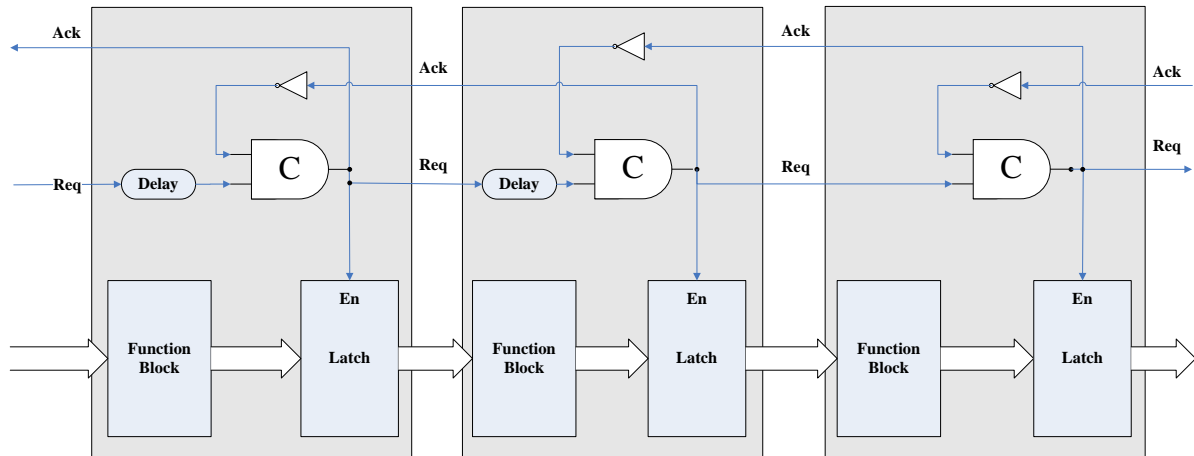 Ack
Ack
Ack
Ack
C
C
C
Req
Delay
Req
Delay
Req
Req
En
En
En
Function
Block
Latch
Function
Block
Latch
Function
Block
Latch